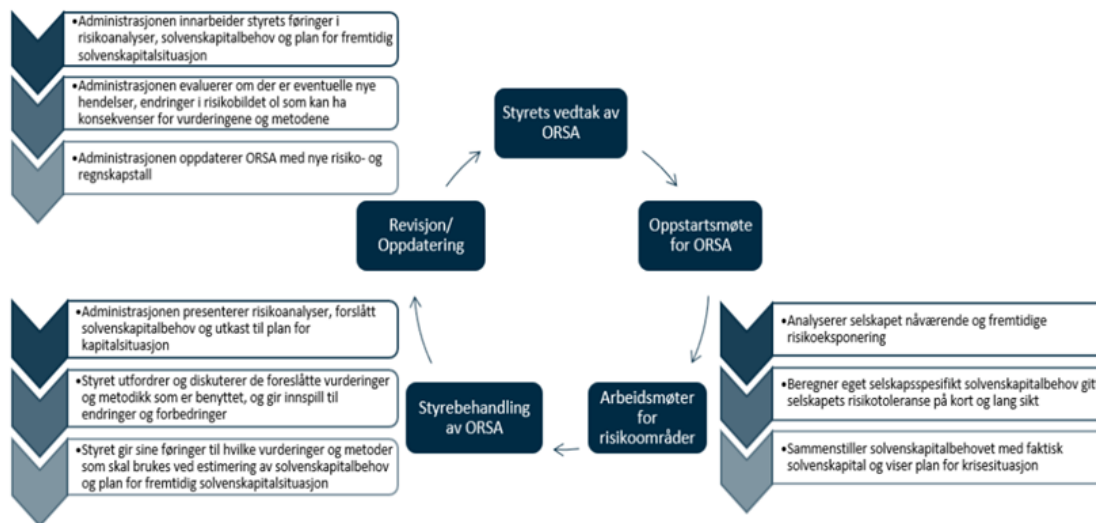 •Administrasjonen innarbeider styrets føringer i
risikoanalyser, solvenskapitalbehov og plan for fremtidig
solvenskapitalsituasjon
•Administrasjonen evaluerer om der er eventuelle nye
hendelser, endringer i risikobildet ol som kan ha
konsekvenser for vurderingene og metodene
•Administrasjonen oppdaterer ORSA med nye risiko- og
regnskapstall
Styrets vedtak av
ORSA
Revisjon/
Oppdatering
Oppstartsmøte
for ORSA
•Administrasjonen presenterer risikoanalyser, forslått
solvenskapitalbehov og utkast til plan for
kapitalsituasjon
•Styret utfordrer og diskuterer de foreslåtte vurderinger
og metodikk som er benyttet, og gir innspill til
endringer og forbedringer
•Styret gir sine føringer til hvilke vurderinger og metoder
som skal brukes ved estimering av solvenskapitalbehov
og plan for fremtidig solvenskapitalsituasjon
Styrebehandling
av ORSA
Arbeidsmøter
for
risikoområder
•Analyserer selskapet nåværende og fremtidige
risikoeksponering
•Beregner eget selskapsspesifikt solvenskapitalbehov gitt
selskapets risikotoleranse på kort og lang sikt
•Sammenstiller solvenskapitalbehovet med faktisk
solvenskapital og viser plan for krisesituasjon